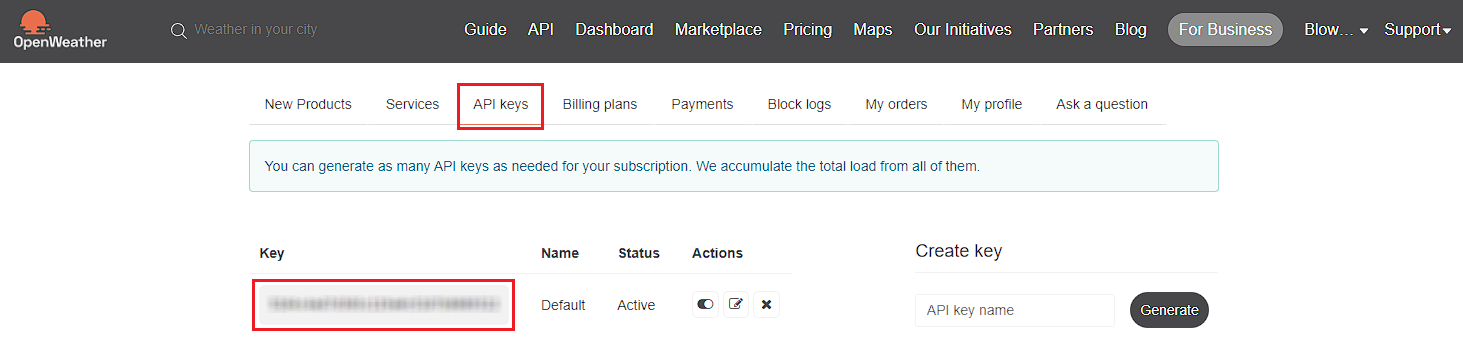 OpenWeather
Weather in your city
Guide API Dashboard Marketplace Pricing Maps Our Initiatives Partners Blog For Business Blow... Support
New Products Services API keys Billing plans Payments Block logs My orders My profile Ask a question
You can generate as many API keys as needed for your subscription. We accumulate the total load from all of them.
Key Name Status Actions
Create key
Default Active
API key name Generate